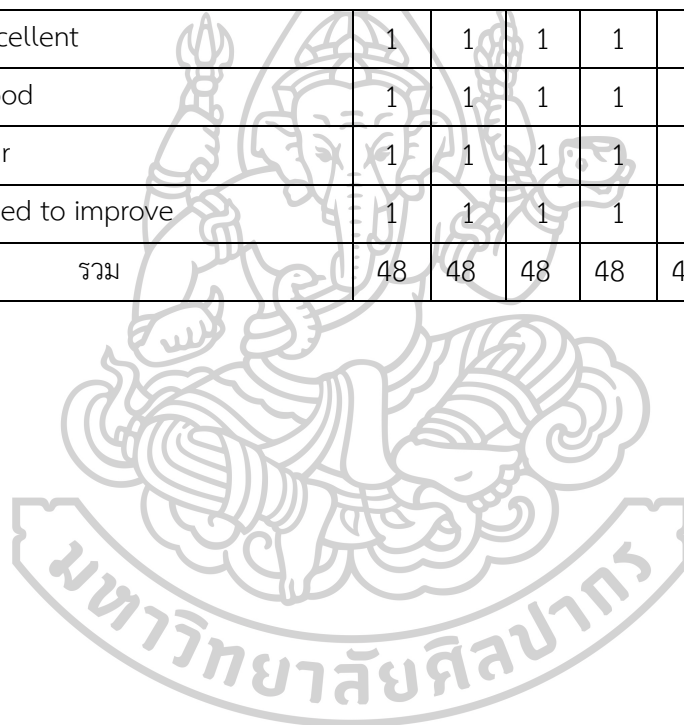 cellent 1 1 1 1
od 1 1 1 1
r 1 1 1 1
ed to improve 1 1 1 1
รวม 48 48 48 48 4
มหาวิทยาลัยศิลปากร